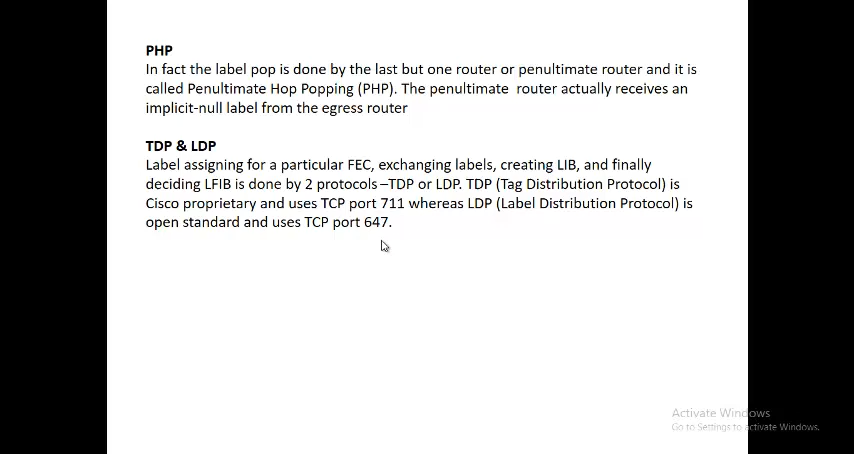 PHP
In fact the label pop is done by the last but one router or penultimate router and it is
called Penultimate Hop Popping (PHP). The penultimate router actually receives an
implicit-null label from the egress router
TDP & LDP
Label assigning for a particular FEC, exchanging labels, creating LIB, and finally
deciding LFIB is done by 2 protocols –TDP or LDP. TDP (Tag Distribution Protocol) is
Cisco proprietary and uses TCP port 711 whereas LDP (Label Distribution Protocol) is
open standard and uses TCP port 647.
Activate Windows
Go to Settings to activate Windows.